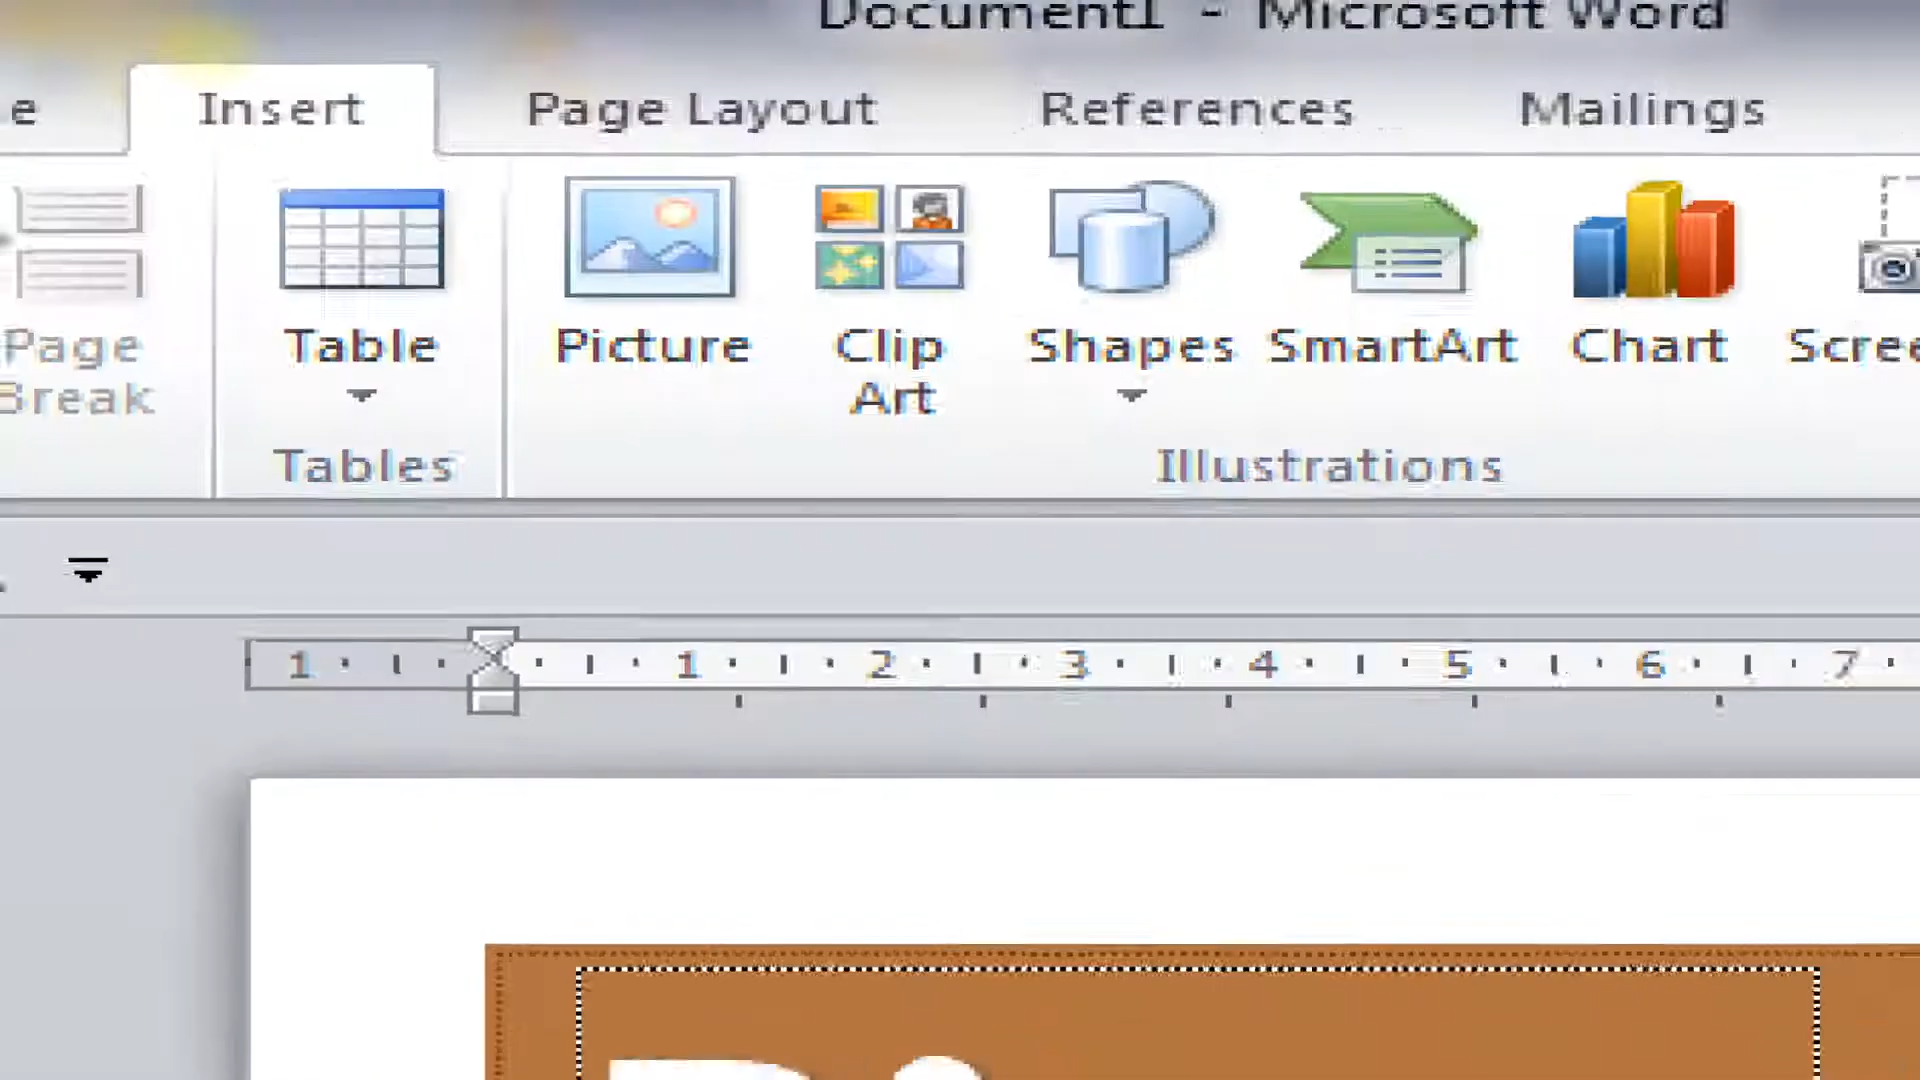 Document1 - Microsoft Word
Insert Page Layout References Mailings
Page Break
Table
Picture
Clip Art
Shapes
SmartArt
Chart
Tables
Illustrations
1 1 2 3 4 5 6 7